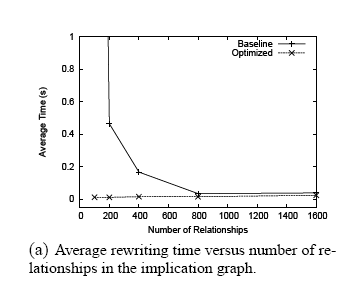 1
0.8
0.6
0.4
0.2
0
Average Time (s)
Baseline
Optimized
0 200 400 600 800 1000 1200 1400 1600
Number of Relationships
(a) Average rewriting time versus number of re-
lationships in the implication graph.